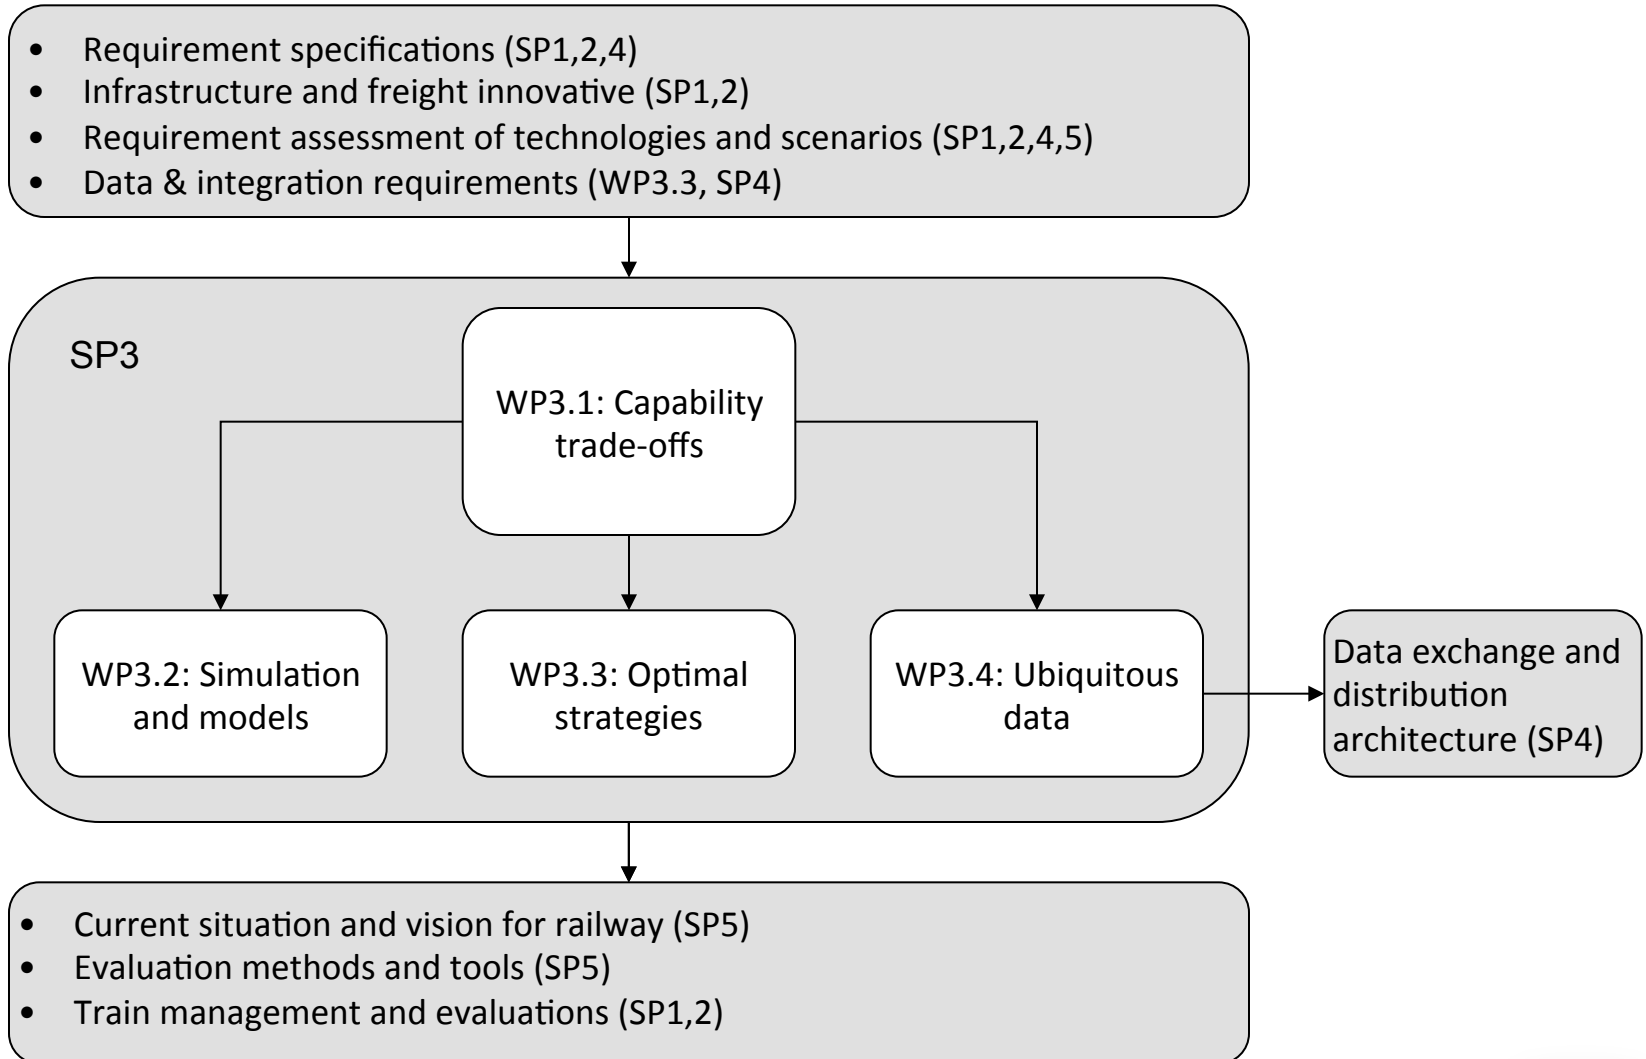 • Requirement specifications (SP1,2,4)
• Infrastructure and freight innovative (SP1,2)
• Requirement assessment of technologies and scenarios (SP1,2,4,5)
• Data & integration requirements (WP3.3, SP4)
SP3
WP3.1: Capability
trade-offs
WP3.2: Simulation
and models
WP3.3: Optimal
strategies
WP3.4: Ubiquitous
data
Data exchange and
distribution
architecture (SP4)
• Current situation and vision for railway (SP5)
• Evaluation methods and tools (SP5)
• Train management and evaluations (SP1,2)